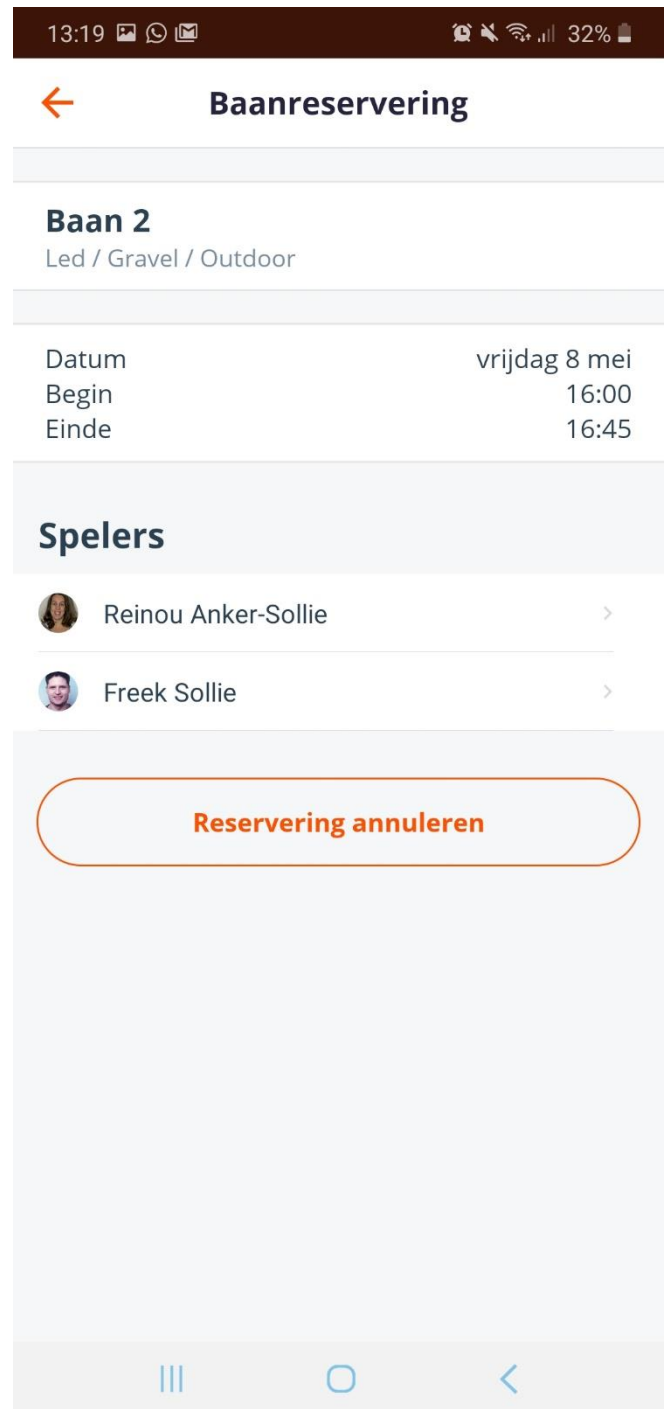 13:19 32%
Baanreservering
Baan 2
Led / Gravel / Outdoor
Datum vrijdag 8 mei
Begin 16:00
Einde 16:45
Spelers
Reinou Anker-Sollie
Freek Sollie
Reservering annuleren